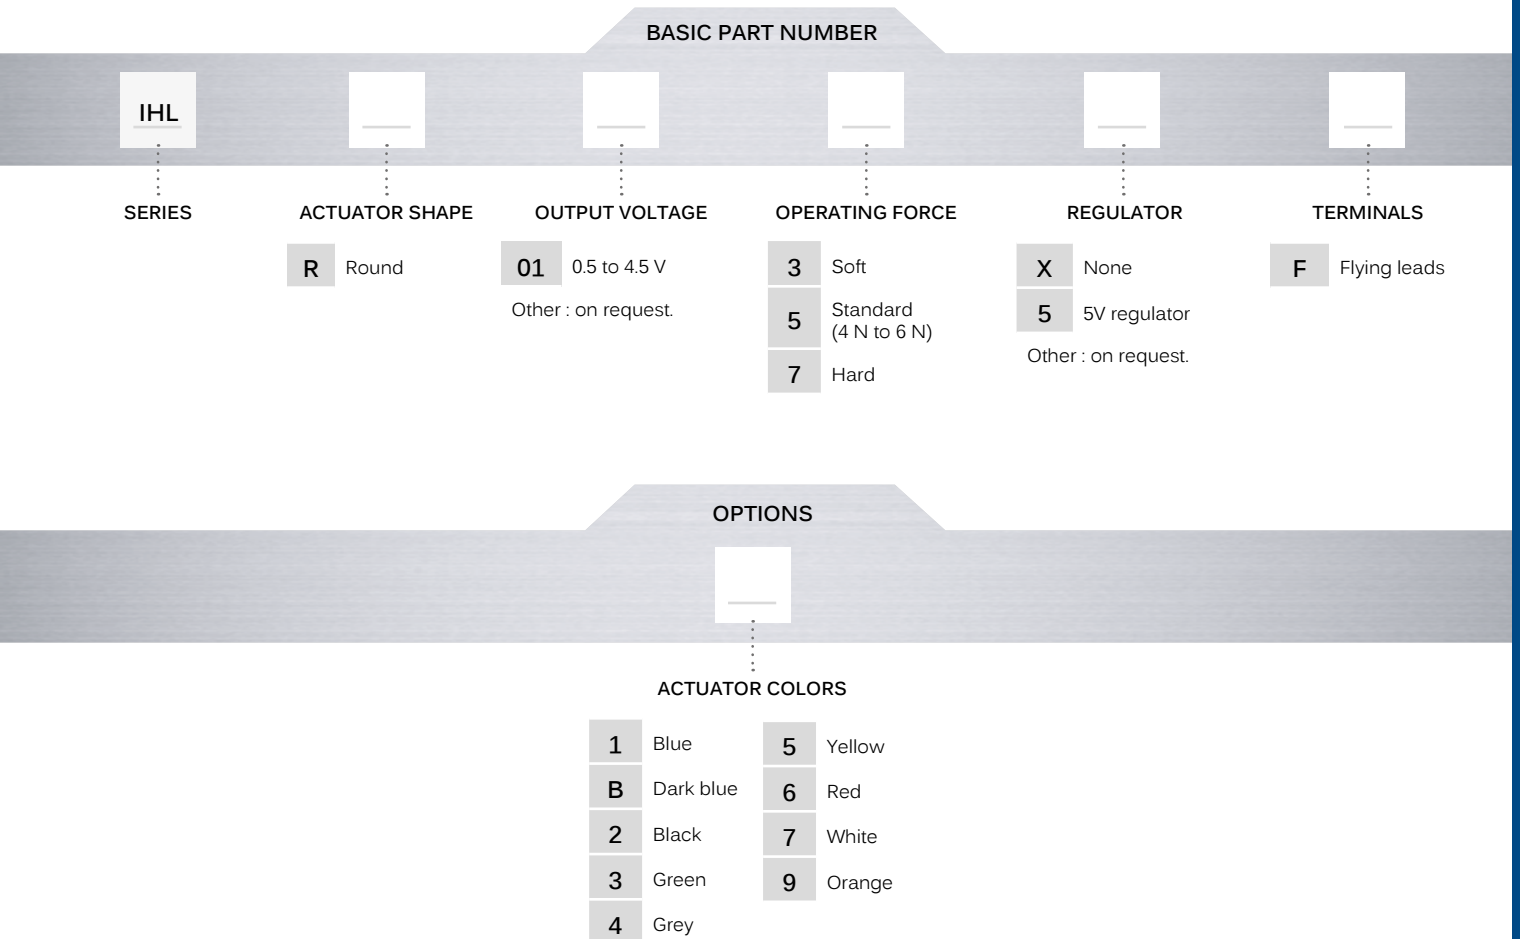 BASIC PART NUMBER
IHL
SERIES
ACTUATOR SHAPE
R Round
OUTPUT VOLTAGE
01 0.5 to 4.5 V
Other : on request.
OPERATING FORCE
3 Soft
5 Standard
(4 N to 6 N)
7 Hard
REGULATOR
X None
5 5V regulator
Other : on request.
TERMINALS
F Flying leads
OPTIONS
ACTUATOR COLORS
1 Blue
B Dark blue
2 Black
3 Green
4 Grey
5 Yellow
6 Red
7 White
9 Orange